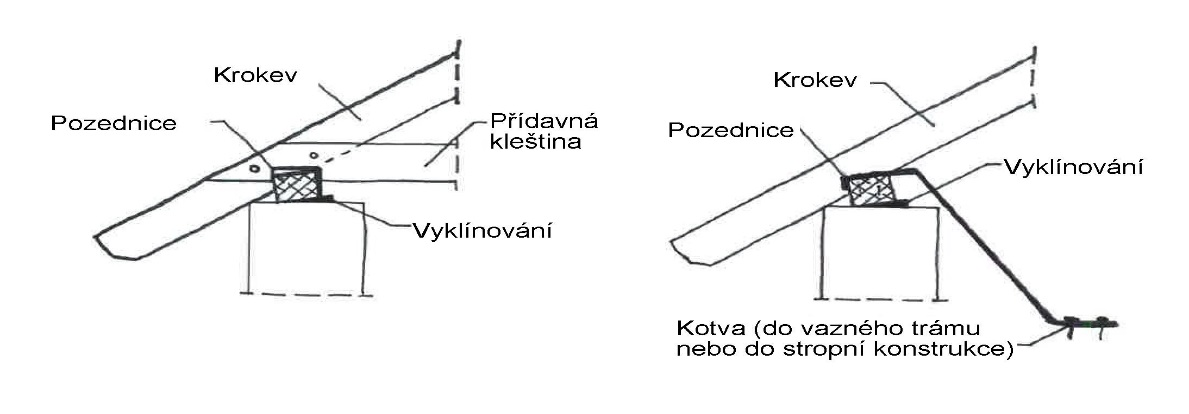 Krokev
Pozednice
Přídavná
kleština
Vyklínování
Krokev
Pozednice
Vyklínování
Kotva (do vazného trámu
nebo do stropní konstrukce)